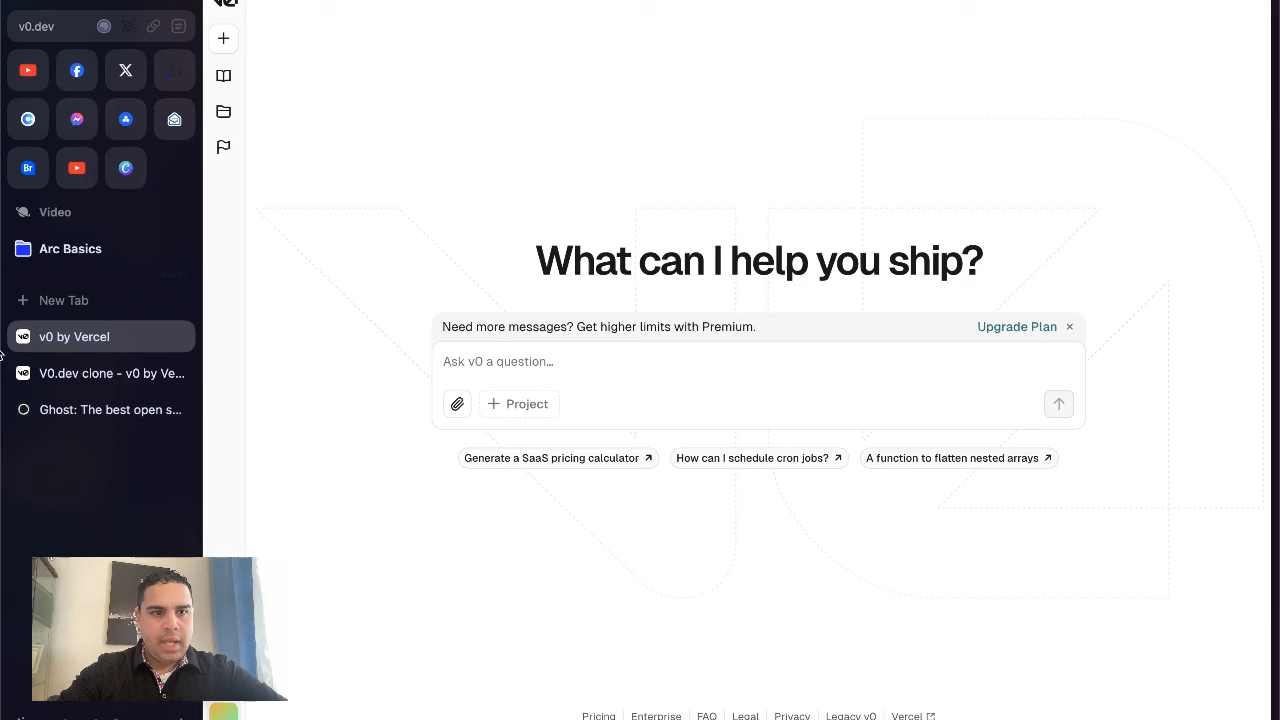 v0.dev
Br
Video
Arc Basics
New Tab
v0 by Vercel
V0.dev clone - v0 by Ve...
Ghost: The best open s...
What can I help you ship?
Need more messages? Get higher limits with Premium.
Upgrade Plan
Ask v0 a question...
Project
Generate a SaaS pricing calculator
How can I schedule cron jobs?
A function to flatten nested arrays
Pricing
Enterprise
FAQ
Legal
Privacy
Legacy v0
Vercel